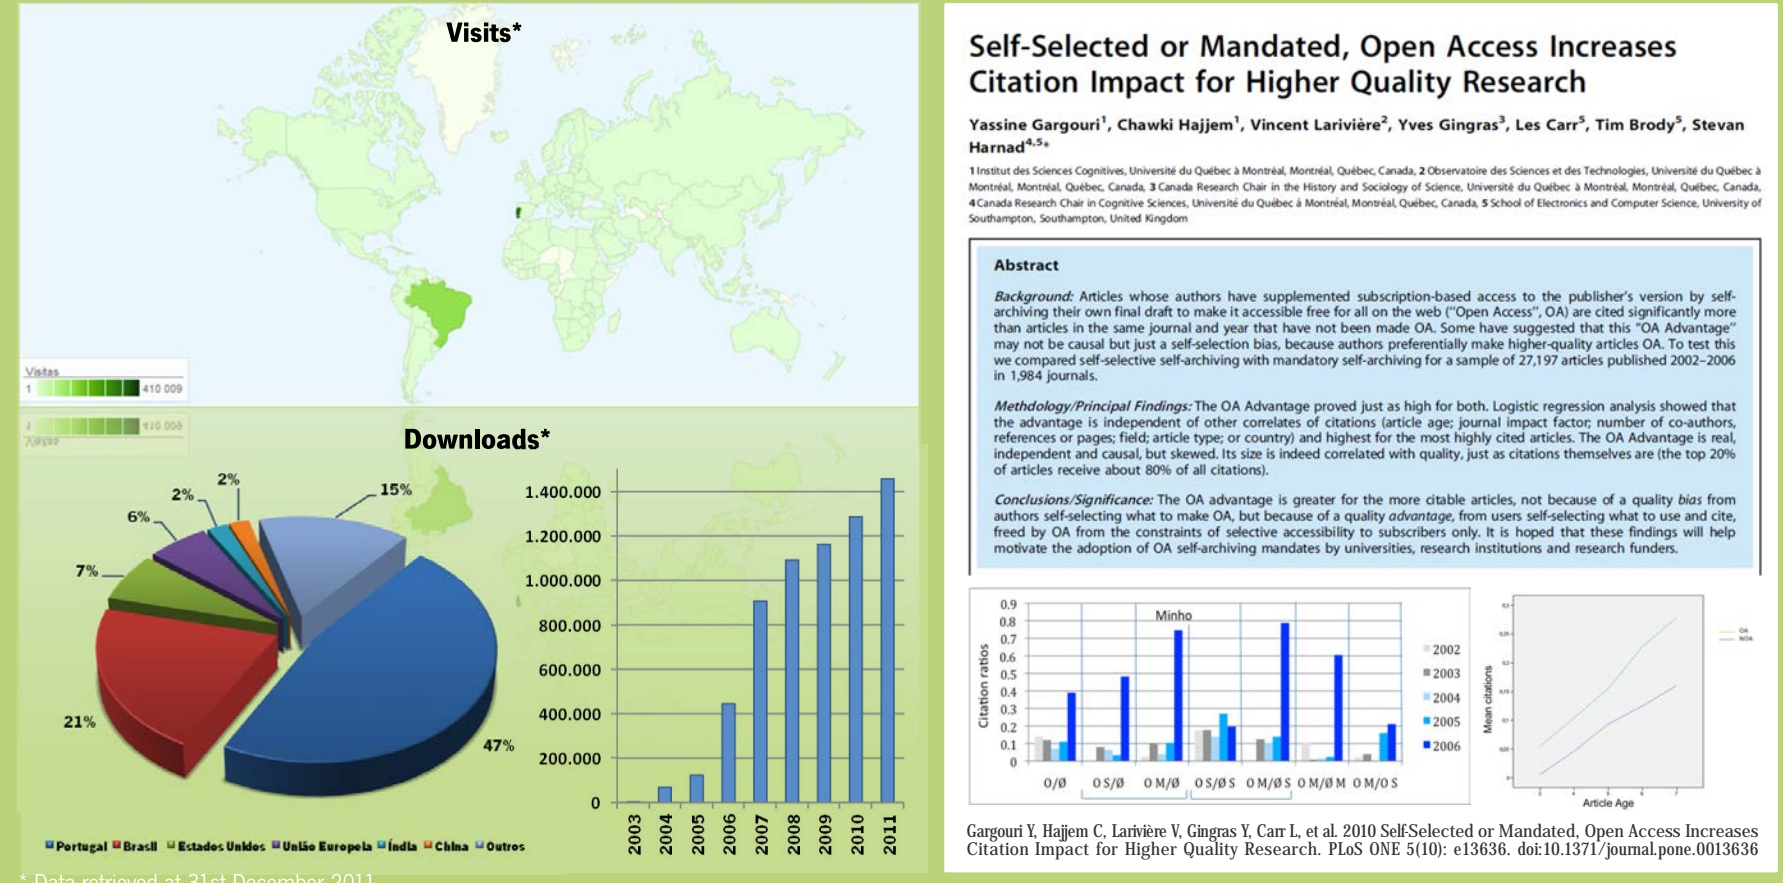 Visits*
Visitas
1 410 009
Downloads*
2%
2%
15%
6%
7%
21%
47%
1.400.000
1.200.000
1.000.000
800.000
600.000
400.000
200.000
0
2003 2004 2005 2006 2007 2008 2009 2010 2011
Portugal Brasil Estados Unidos União Europeia Índia China Outros
* Data retrieved at 31st December 2011
Self-Selected or Mandated, Open Access Increases
Citation Impact for Higher Quality Research
Yassine Gargouri1, Chawki Hajjem1, Vincent Larivière2, Yves Gingras3, Les Carr5, Tim Brody5, Stevan
Harnad4,5*
1 Institut des Sciences Cognitives, Université du Québec à Montréal, Montréal, Québec, Canada, 2 Observatoire des Sciences et des Technologies, Université du Québec à
Montréal, Montréal, Québec, Canada, 3 Canada Research Chair in the History and Sociology of Science, Université du Québec à Montréal, Montréal, Québec, Canada,
4 Canada Research Chair in Cognitive Sciences, Université du Québec à Montréal, Montréal, Québec, Canada, 5 School of Electronics and Computer Science, University of
Southampton, Southampton, United Kingdom
Abstract
Background: Articles whose authors have supplemented subscription-based access to the publisher's version by self-
archiving their own final draft to make it accessible free for all on the web ("Open Access", OA) are cited significantly more
than articles in the same journal and year that have not been made OA. Some have suggested that this "OA Advantage"
may not be causal but just a self-selection bias, because authors preferentially make higher-quality articles OA. To test this
we compared self-selective self-archiving with mandatory self-archiving for a sample of 27,197 articles published 2002–2006
in 1,984 journals.
Methdology/Principal Findings: The OA Advantage proved just as high for both. Logistic regression analysis showed that
the advantage is independent of other correlates of citations (article age; journal impact factor; number of co-authors,
references or pages; field; article type; or country) and highest for the most highly cited articles. The OA Advantage is real,
independent and causal, but skewed. Its size is indeed correlated with quality, just as citations themselves are (the top 20%
of articles receive about 80% of all citations).
Conclusions/Significance: The OA advantage is greater for the more citable articles, not because of a quality bias from
authors self-selecting what to make OA, but because of a quality advantage, from users self-selecting what to use and cite,
freed by OA from the constraints of selective accessibility to subscribers only. It is hoped that these findings will help
motivate the adoption of OA self-archiving mandates by universities, research institutions and research funders.
Citation ratios
0.9
0.8
0.7
0.6
0.5
0.4
0.3
0.2
0.1
0
Minho
O/Ø O S/Ø O M/Ø O S/Ø S O M/Ø S O M/Ø M O M/O S
2002
2003
2004
2005
2006
Mean citations
0,3
0,25
0,2
0,15
0,1
0,05
0
3 4 5 6 7
Article Age
OA
NOA
Gargouri Y, Hajjem C, Larivière V, Gingras Y, Carr L, et al. 2010 Self-Selected or Mandated, Open Access Increases
Citation Impact for Higher Quality Research. PLoS ONE 5(10): e13636. doi:10.1371/journal.pone.0013636